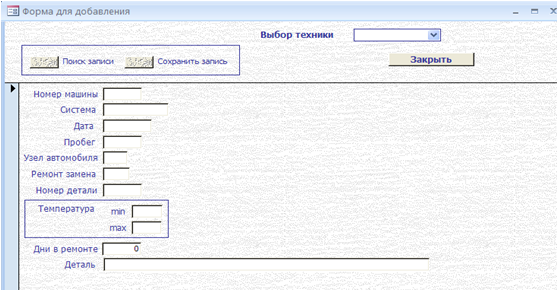 Форма для добавления
Выбор техники
Поиск записи Сохранить запись
Закрыть
Номер машины
Система
Дата
Пробег
Узел автомобиля
Ремонт замена
Номер детали
Температура min
max
Дни в ремонте 0
Деталь